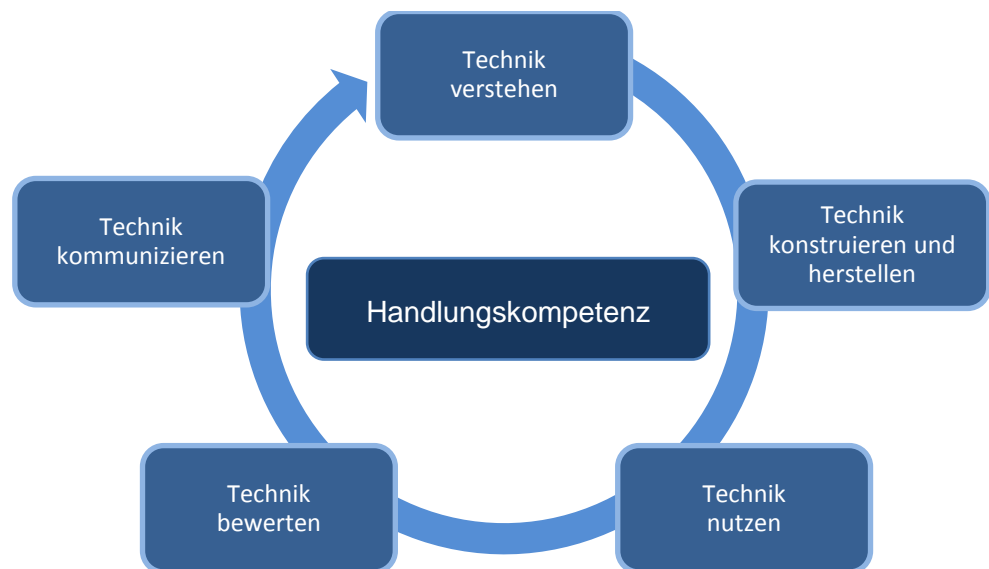 Technik
verstehen
Technik
konstruieren und
herstellen
Technik
nutzen
Technik
bewerten
Technik
kommunizieren
Handlungskompetenz